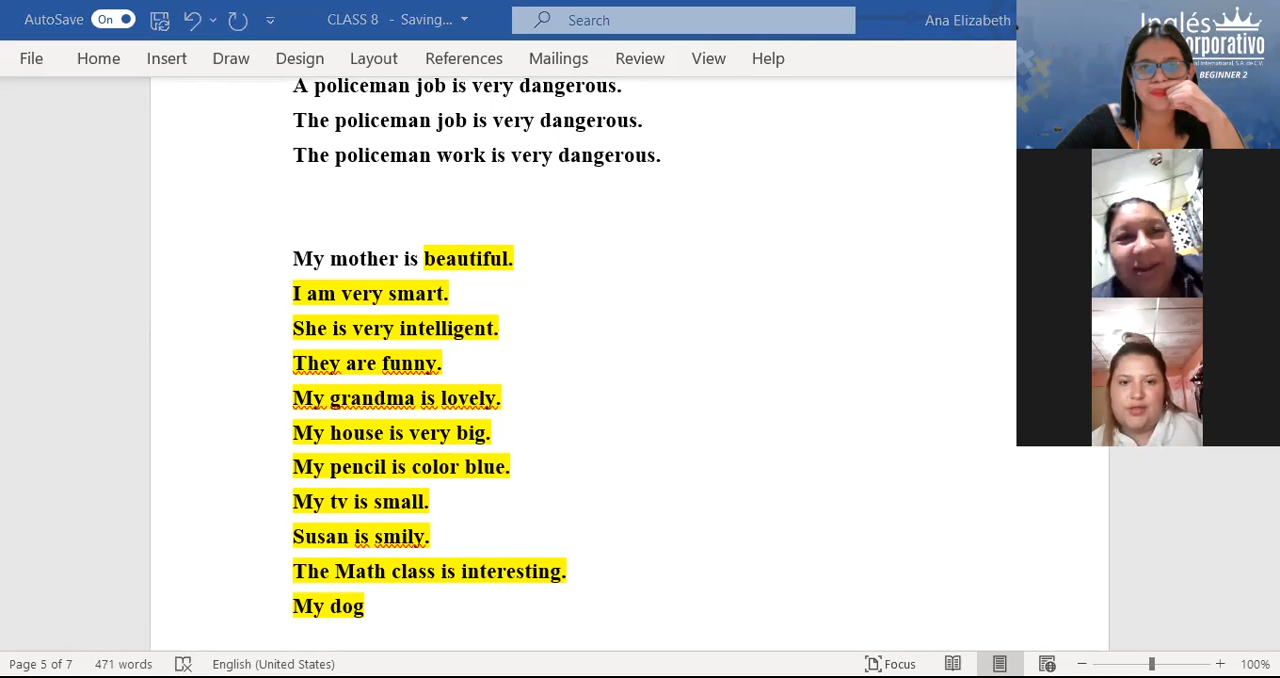 AutoSave On CLASS 8 - Saving... Search Ana Elizabeth
File Home Insert Draw Design Layout References Mailings Review View Help
Inglés
orporativo
BEGINNER 2
A policeman job is very dangerous.
The policeman job is very dangerous.
The policeman work is very dangerous.
My mother is beautiful.
I am very smart.
She is very intelligent.
They are funny.
My grandma is lovely.
My house is very big.
My pencil is color blue.
My tv is small.
Susan is smily.
The Math class is interesting.
My dog
Page 5 of 7 471 words English (United States) Focus 100%